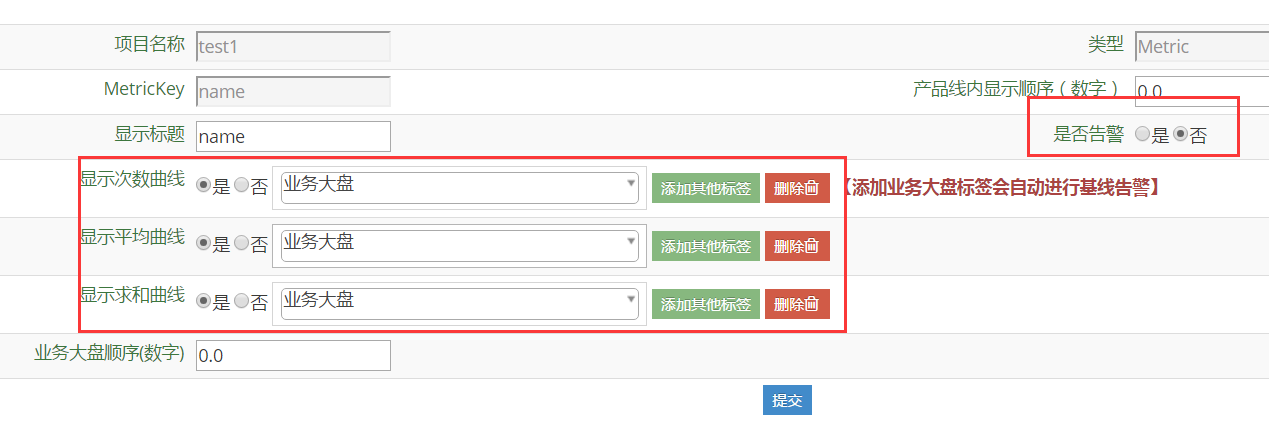 项目名称 test1 类型 Metric
MetricKey name 产品线内显示顺序（数字） 0.0
显示标题 name 是否告警 是 否
显示次数曲线 是 否 业务大盘 添加其他标签 删除 【添加业务大盘标签会自动进行基线告警】
显示平均曲线 是 否 业务大盘 添加其他标签 删除
显示求和曲线 是 否 业务大盘 添加其他标签 删除
业务大盘顺序(数字) 0.0
提交